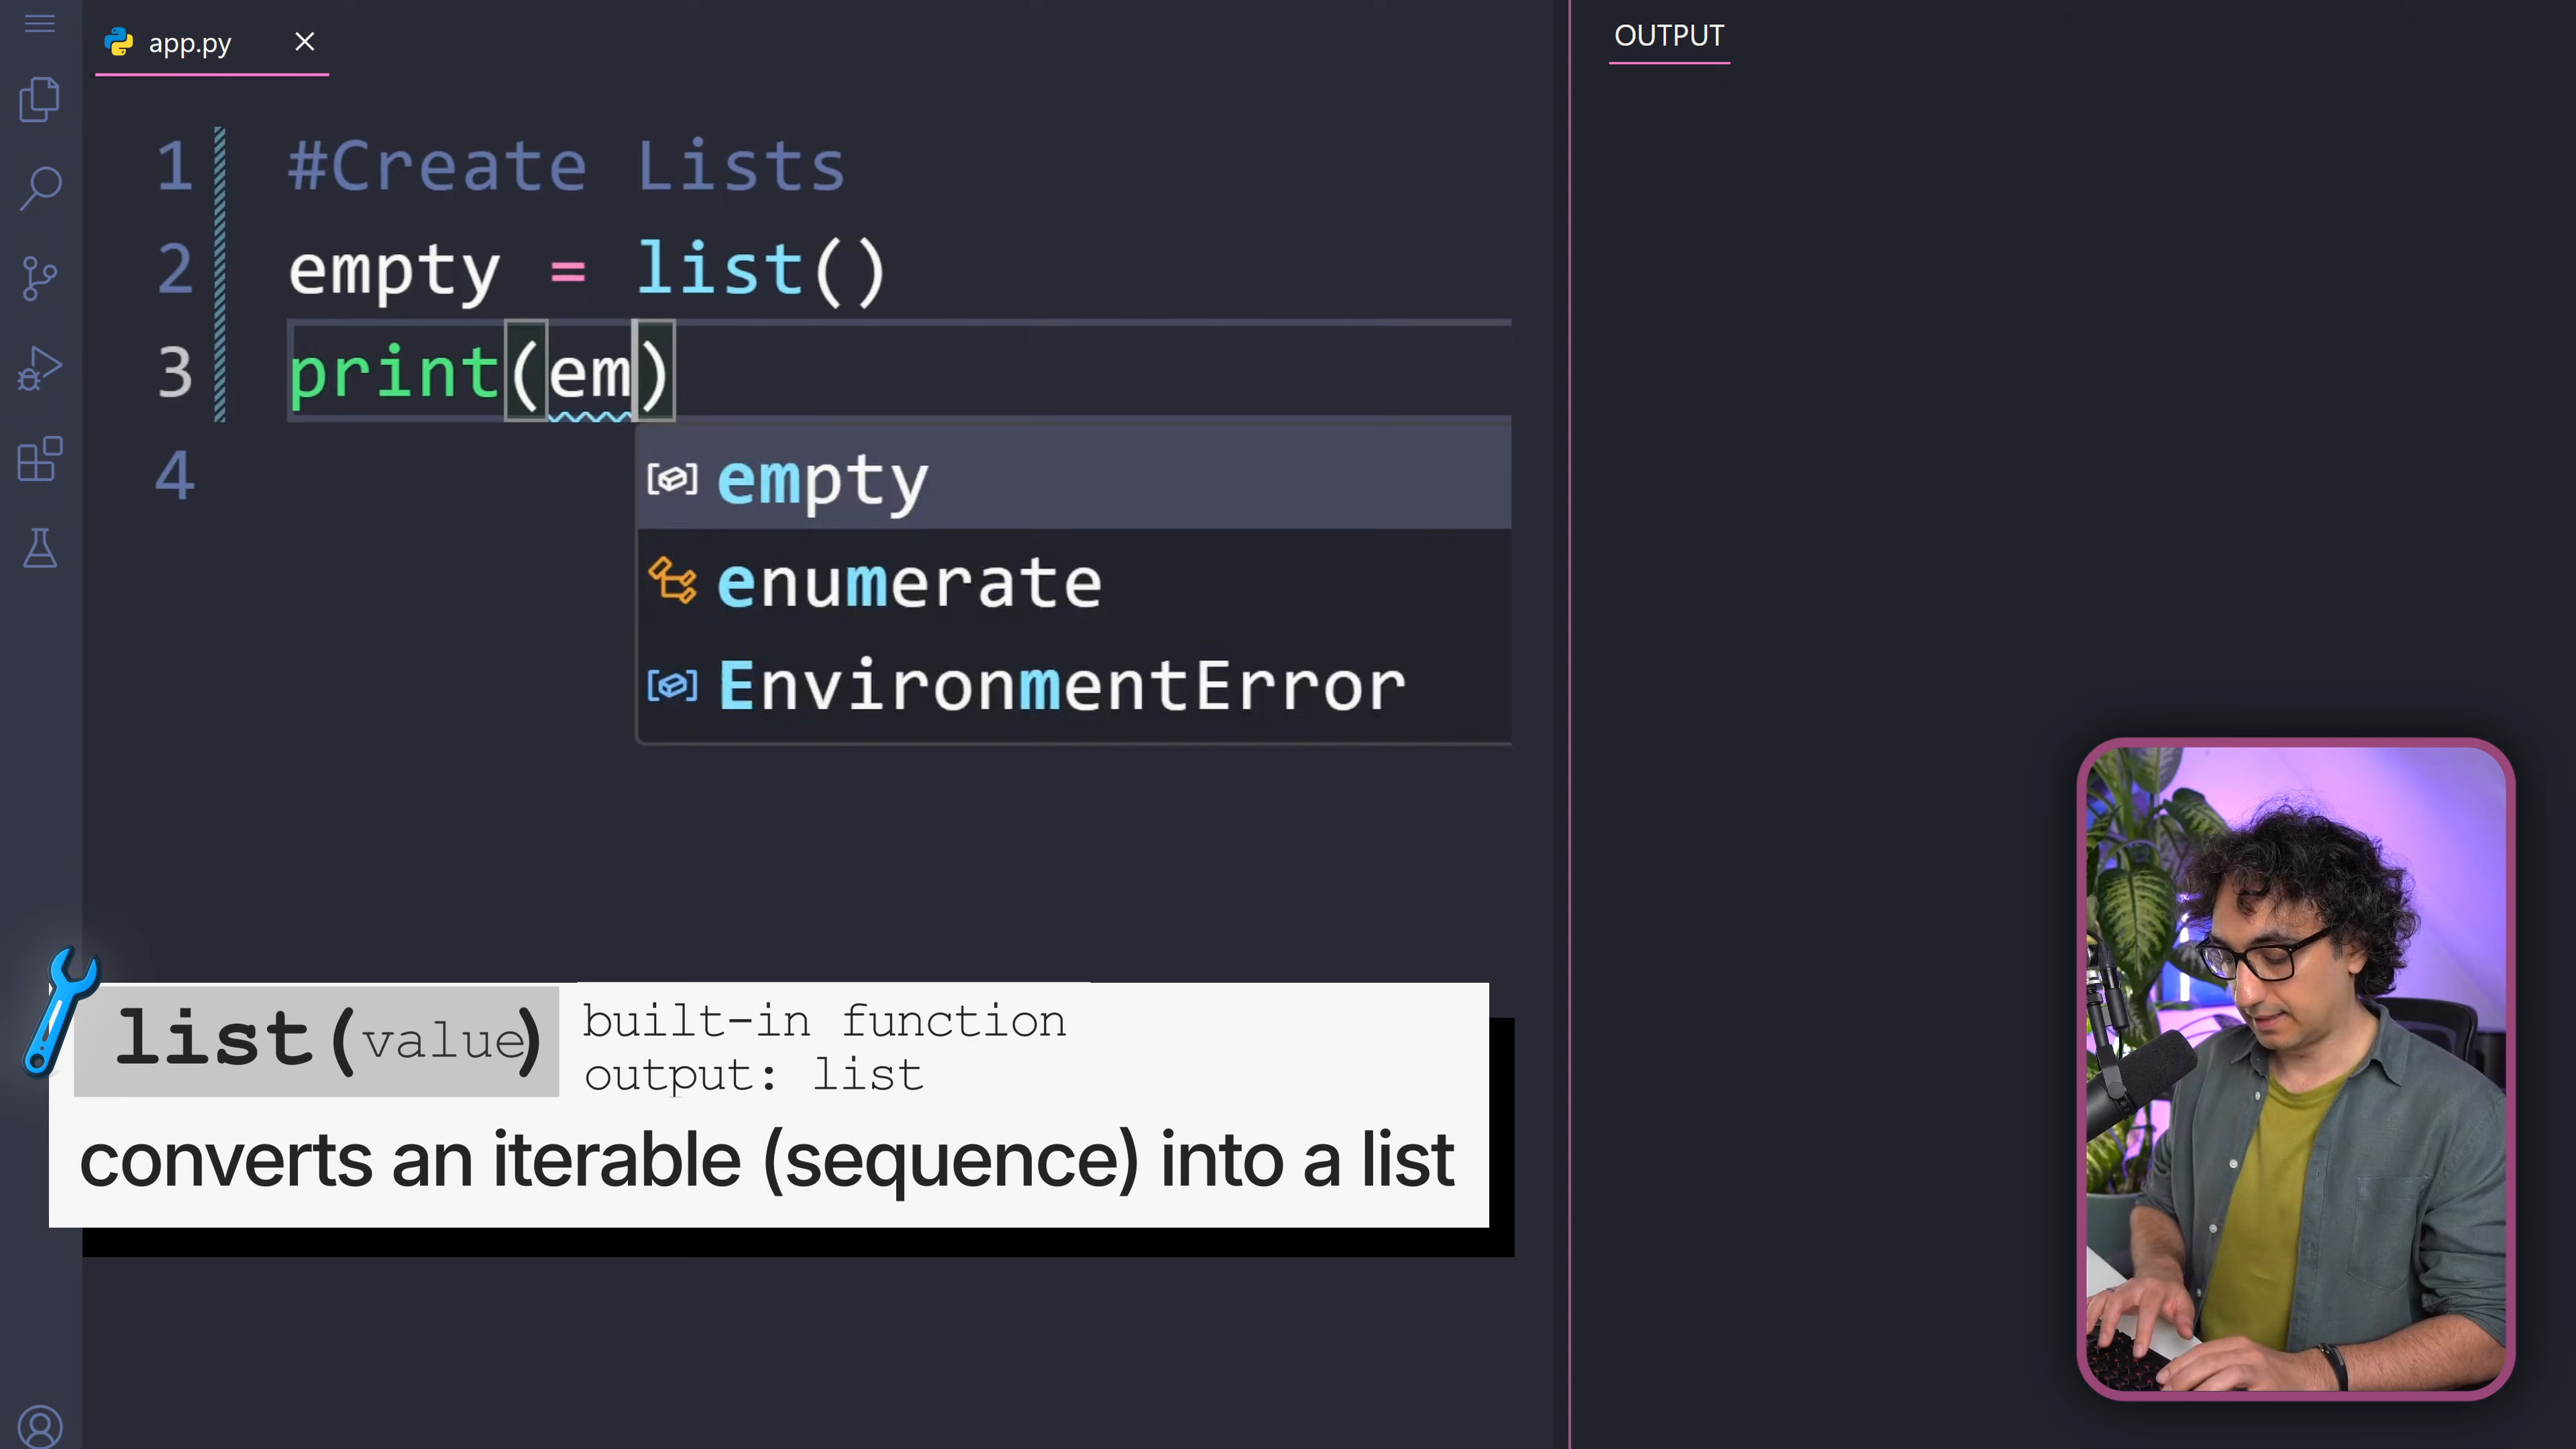 app.py
OUTPUT
1 #Create Lists
2 empty = list()
3 print(em)
4
empty
enumerate
EnvironmentError
list(value)
built-in function
output: list
converts an iterable (sequence) into a list